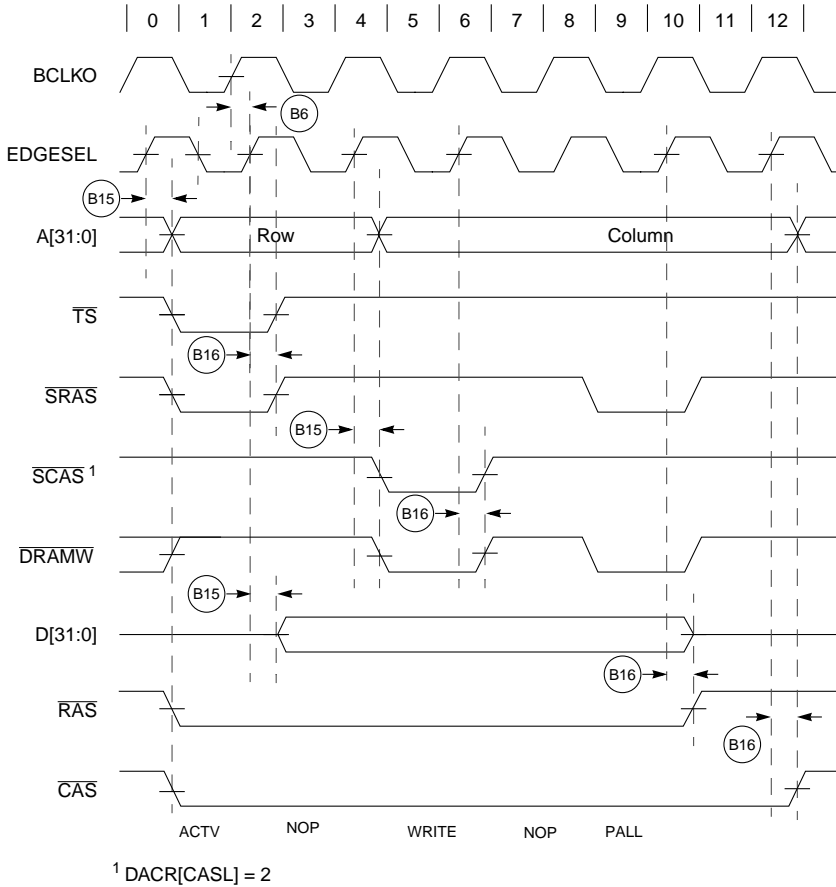 0 1 2 3 4 5 6 7 8 9 10 11 12
BCLKO
B6
EDGESEL
B15
A[31:0]
Row
Column
TS
B16
SRAS
B15
SCAS 1
B16
DRAMW
B15
D[31:0]
B16
RAS
B16
CAS
ACTV NOP WRITE NOP PALL
1 DACR[CASL] = 2